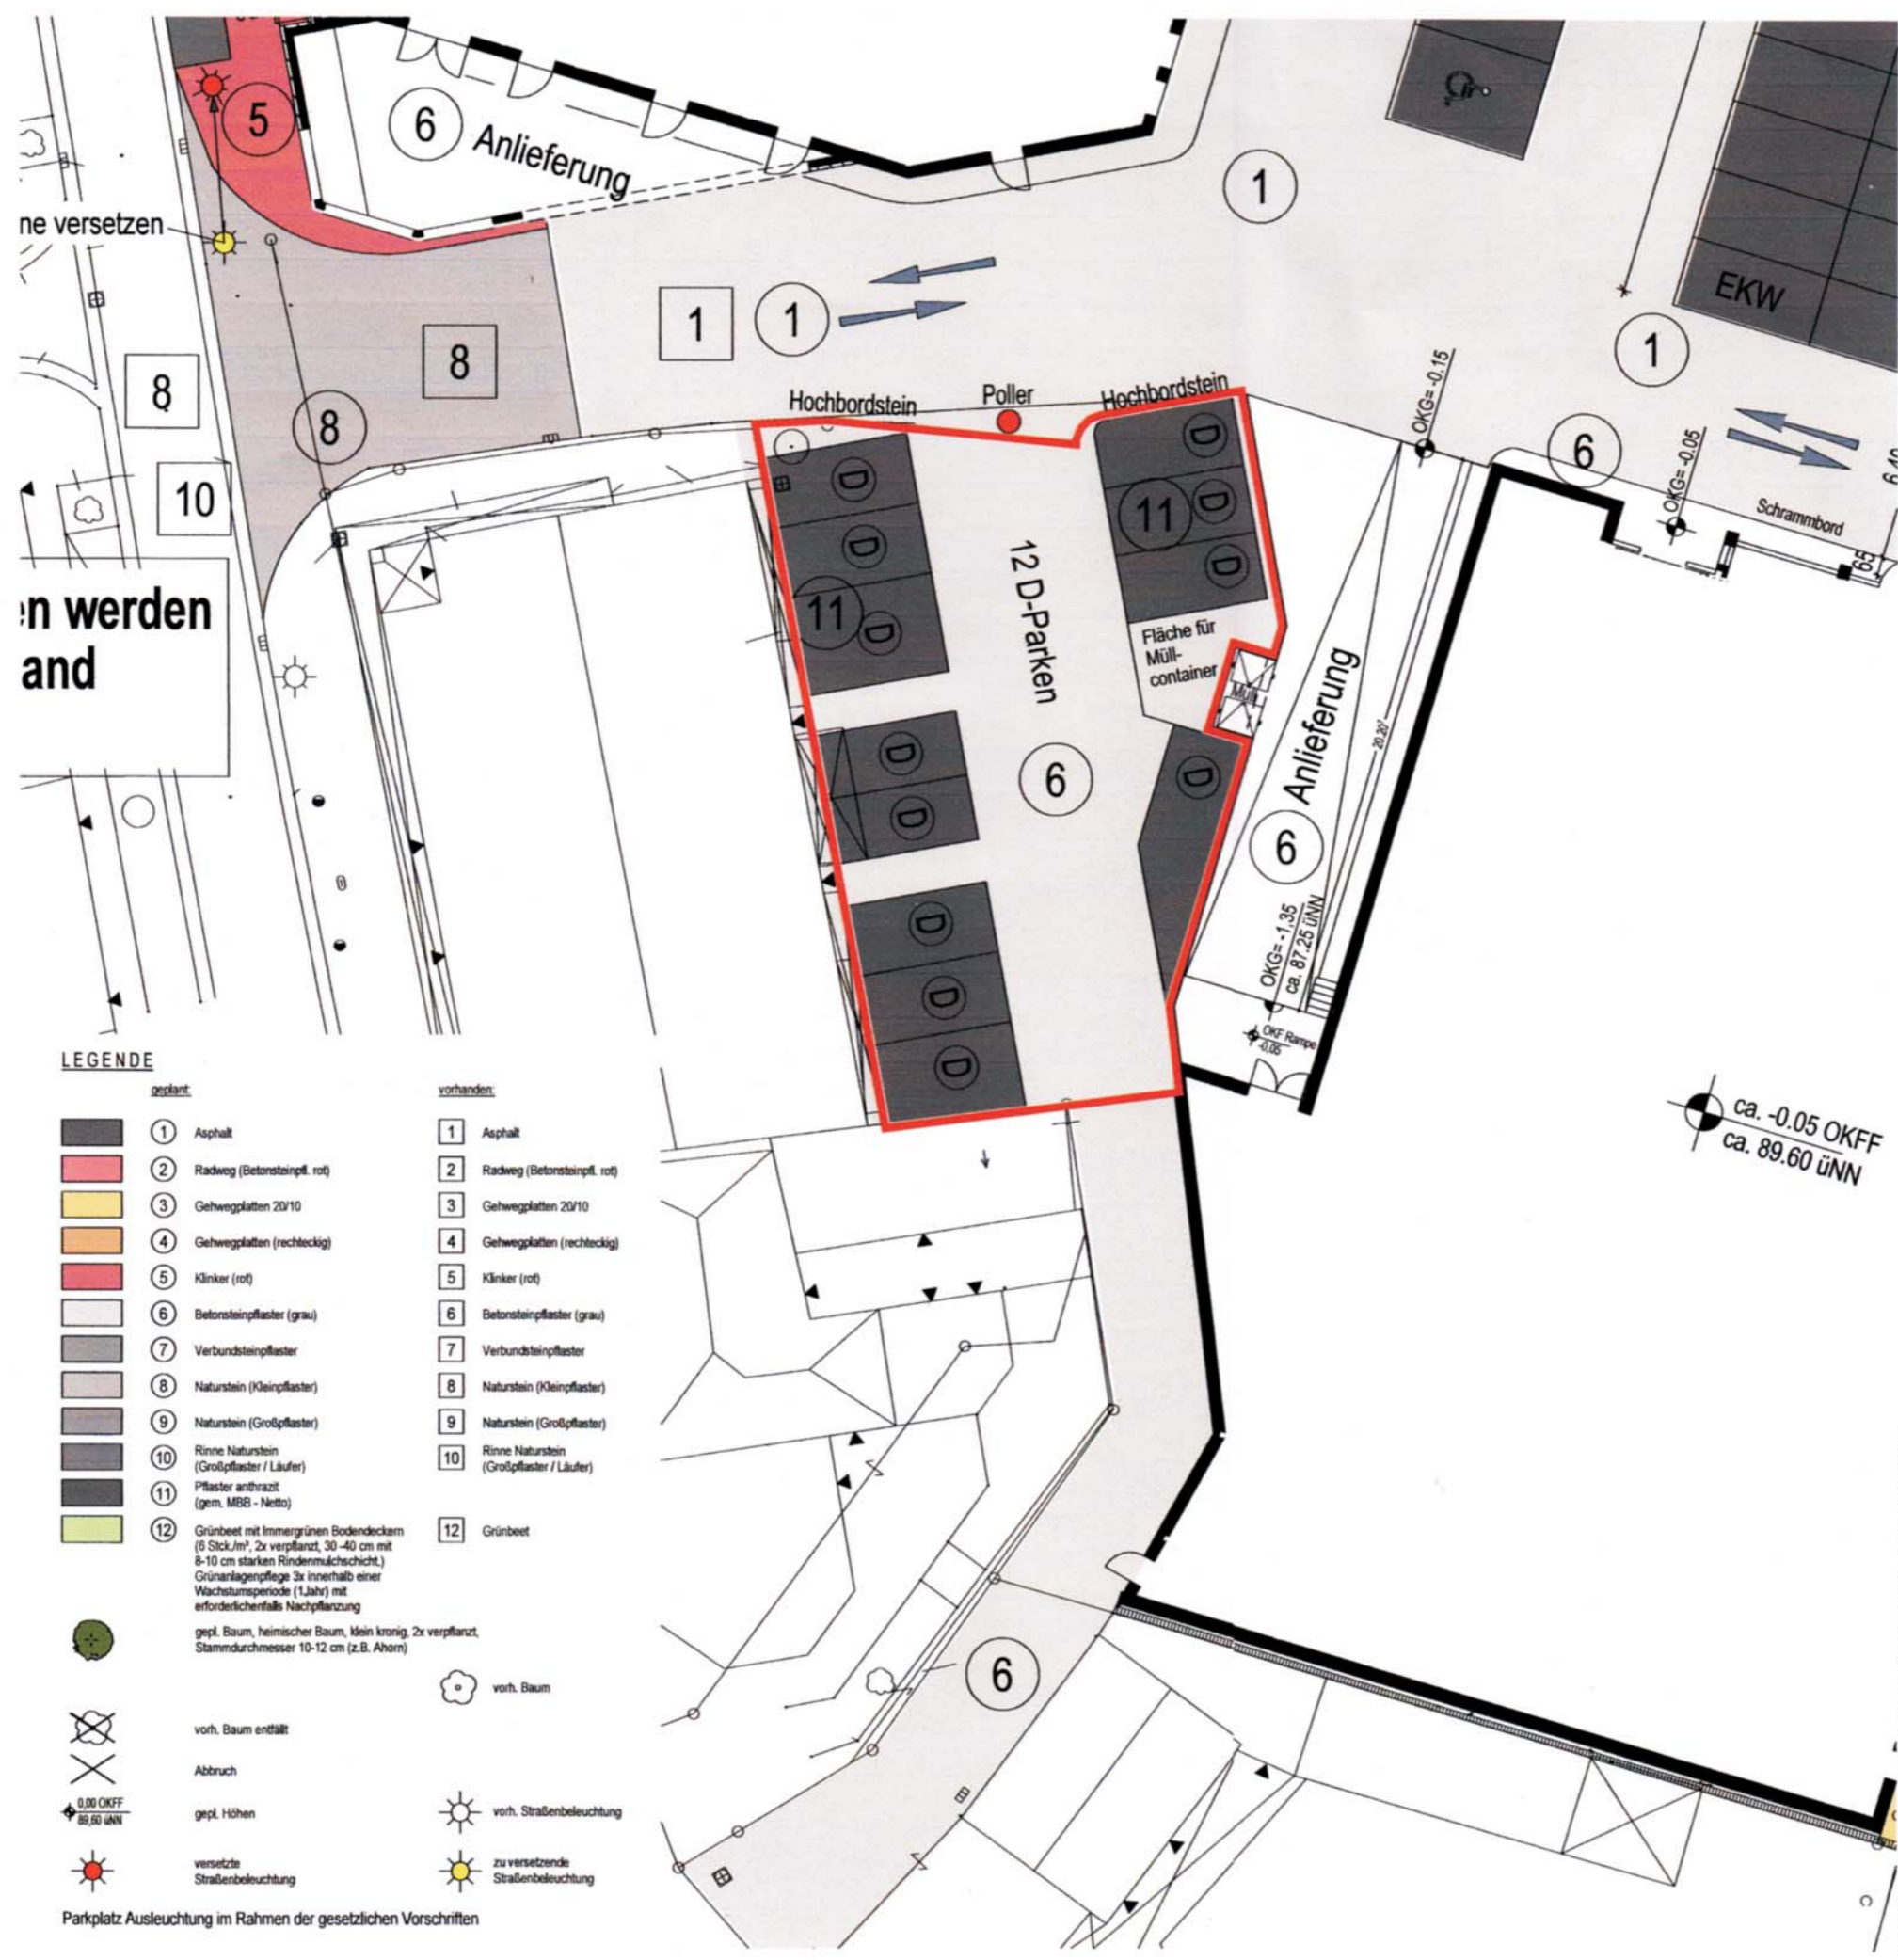 5
6
Anlieferung
ne versetzen
1
1
1
8
8
8
10
EKW
1
Hochbordstein
Poller
Hochbordstein
OKG= -0.15
OKG= -0.05
6
Schrammbord
65
en werden
and
D
D
D
11
D
D
D
11
12 D-Parken
Fläche für
Müll-
container
Müll
D
D
D
6
Anlieferung
6
20.20
D
D
D
OKG= -1,35
ca. 87.25 üNN
OKF Rampe
-0,05
ca. -0.05 OKFF
ca. 89.60 üNN
6
LEGENDE
geplant:
vorhanden:
1 Asphalt
1 Asphalt
2 Radweg (Betonsteinpfl. rot)
2 Radweg (Betonsteinpfl. rot)
3 Gehwegplatten 20/10
3 Gehwegplatten 20/10
4 Gehwegplatten (rechteckig)
4 Gehwegplatten (rechteckig)
5 Klinker (rot)
5 Klinker (rot)
6 Betonsteinpflaster (grau)
6 Betonsteinpflaster (grau)
7 Verbundsteinpflaster
7 Verbundsteinpflaster
8 Naturstein (Kleinpflaster)
8 Naturstein (Kleinpflaster)
9 Naturstein (Großpflaster)
9 Naturstein (Großpflaster)
10 Rinne Naturstein
(Großpflaster / Läufer)
10 Rinne Naturstein
(Großpflaster / Läufer)
11 Pflaster anthrazit
(gem. MBB - Netto)
12 Grünbeet mit Immergrünen Bodendeckern
(6 Stck./m², 2x verpflanzt, 30 -40 cm mit
8-10 cm starken Rindenmulchschicht,)
Grünanlagenpflege 3x innerhalb einer
Wachstumsperiode (1Jahr) mit
erforderlichenfalls Nachpflanzung
12 Grünbeet
gepl. Baum, heimischer Baum, klein kronig, 2x verpflanzt,
Stammdurchmesser 10-12 cm (z.B. Ahorn)
vorh. Baum
vorh. Baum entfällt
Abbruch
0,00 OKFF
89,60 üNN
gepl. Höhen
vorh. Straßenbeleuchtung
versetzte
Straßenbeleuchtung
zu versetzende
Straßenbeleuchtung
Parkplatz Ausleuchtung im Rahmen der gesetzlichen Vorschriften